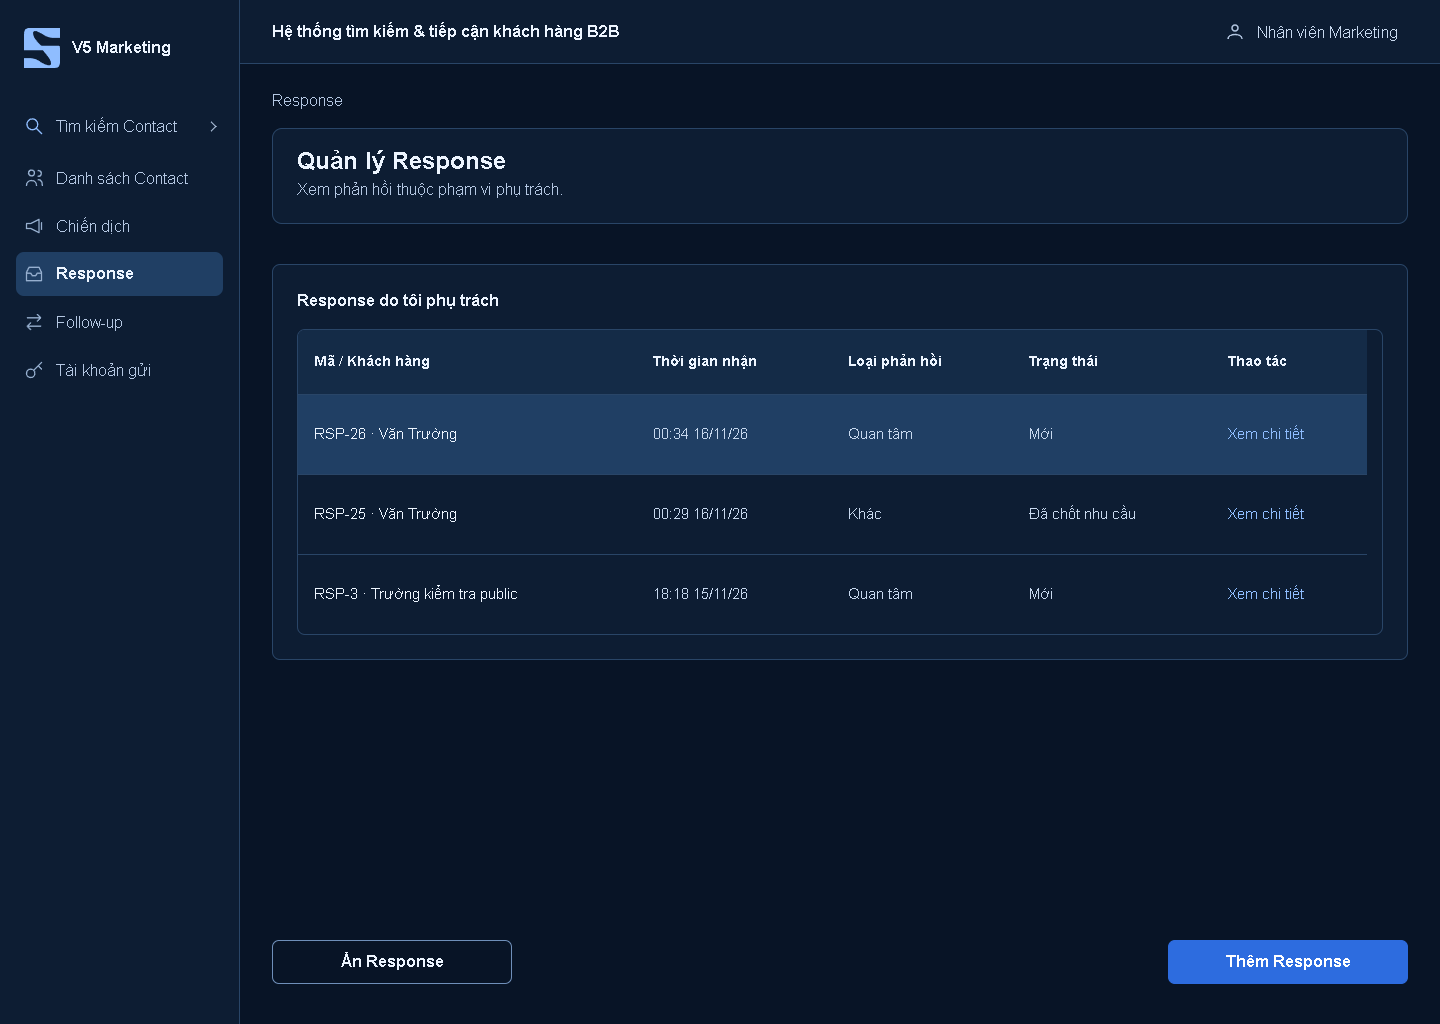 V5 Marketing
Hệ thống tìm kiếm & tiếp cận khách hàng B2B
Nhân viên Marketing
Tìm kiếm Contact
Danh sách Contact
Chiến dịch
Response
Follow-up
Tài khoản gửi
Response
Quản lý Response
Xem phản hồi thuộc phạm vi phụ trách.
Response do tôi phụ trách
Mã / Khách hàng Thời gian nhận Loại phản hồi Trạng thái Thao tác
RSP-26 · Văn Trường 00:34 16/11/26 Quan tâm Mới Xem chi tiết
RSP-25 · Văn Trường 00:29 16/11/26 Khác Đã chốt nhu cầu Xem chi tiết
RSP-3 · Trường kiểm tra public 18:18 15/11/26 Quan tâm Mới Xem chi tiết
Ẩn Response
Thêm Response